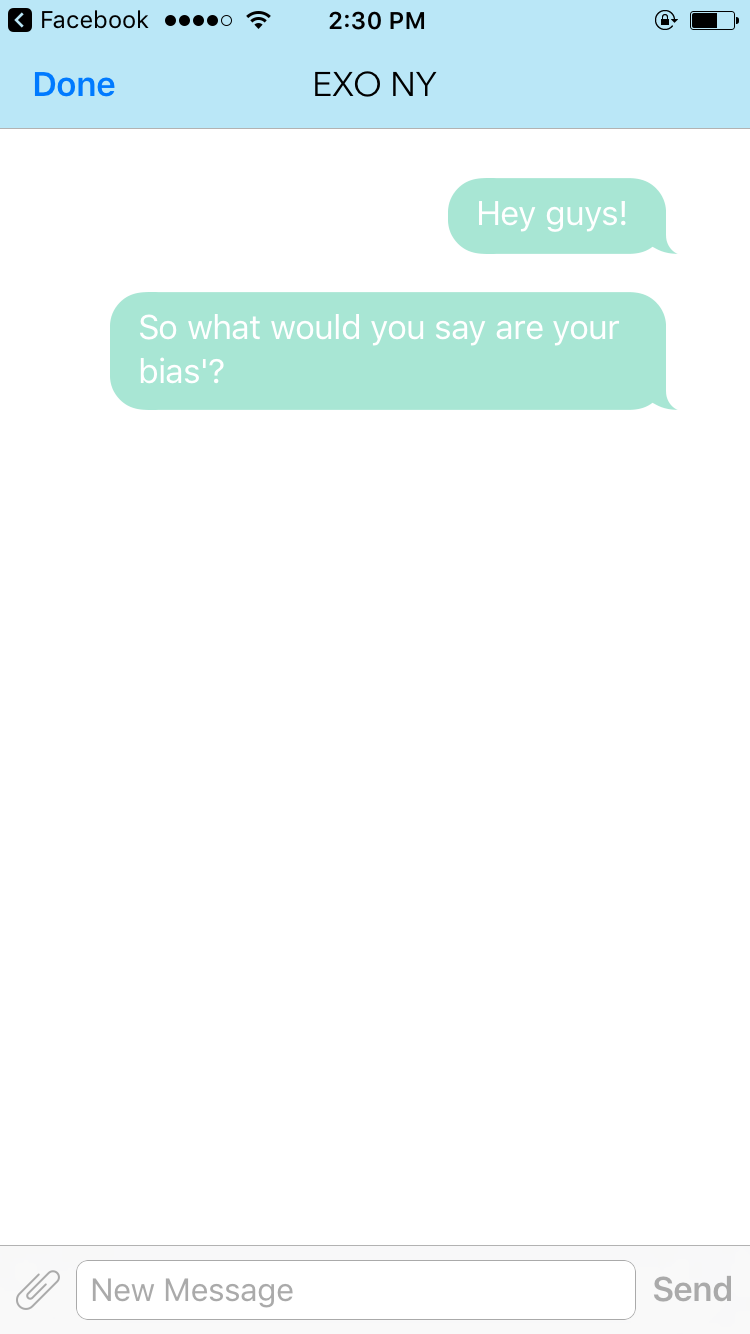 Facebook 2:30 PM
Done EXO NY
Hey guys!
So what would you say are your
bias'?
New Message Send